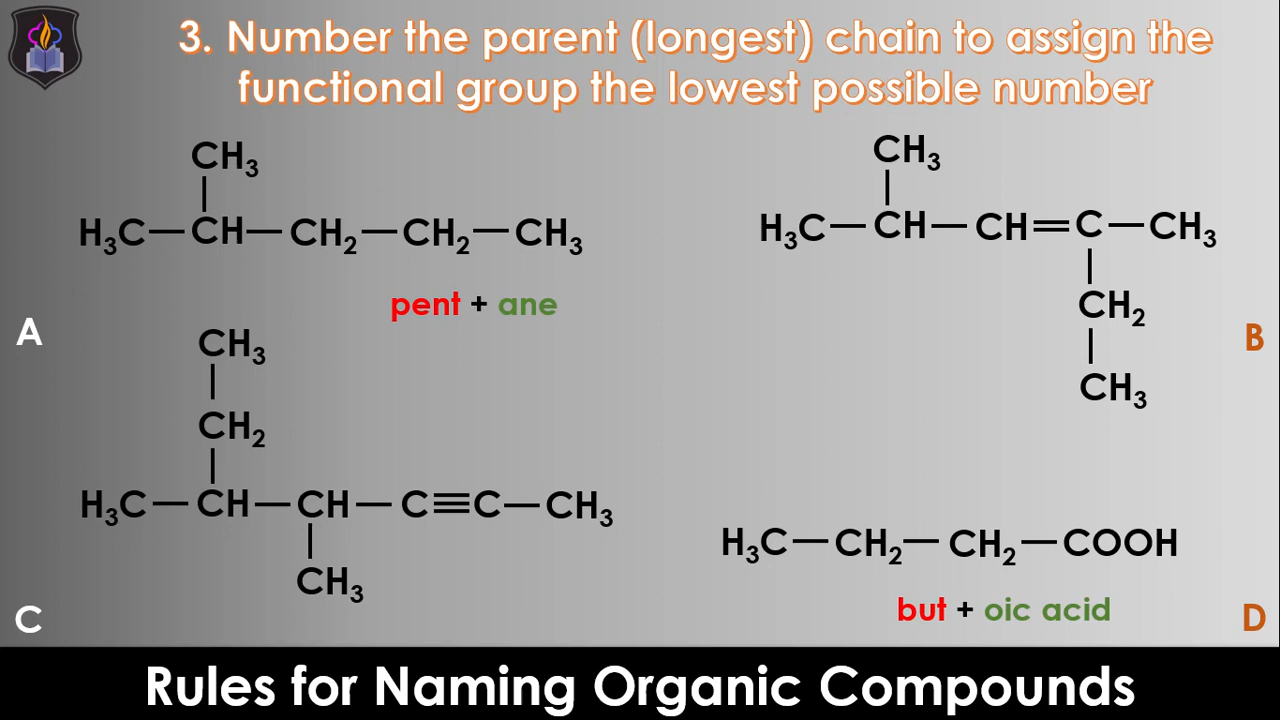 3. Number the parent (longest) chain to assign the
functional group the lowest possible number
CH₃
H₃C—CH—CH₂—CH₂—CH₃
pent + ane
A
CH₃
H₃C—CH—CH=C—CH₃
CH₂
CH₃
B
CH₃
CH₂
H₃C—CH—CH—C≡C—CH₃
CH₃
C
H₃C—CH₂—CH₂—COOH
but + oic acid
D
Rules for Naming Organic Compounds